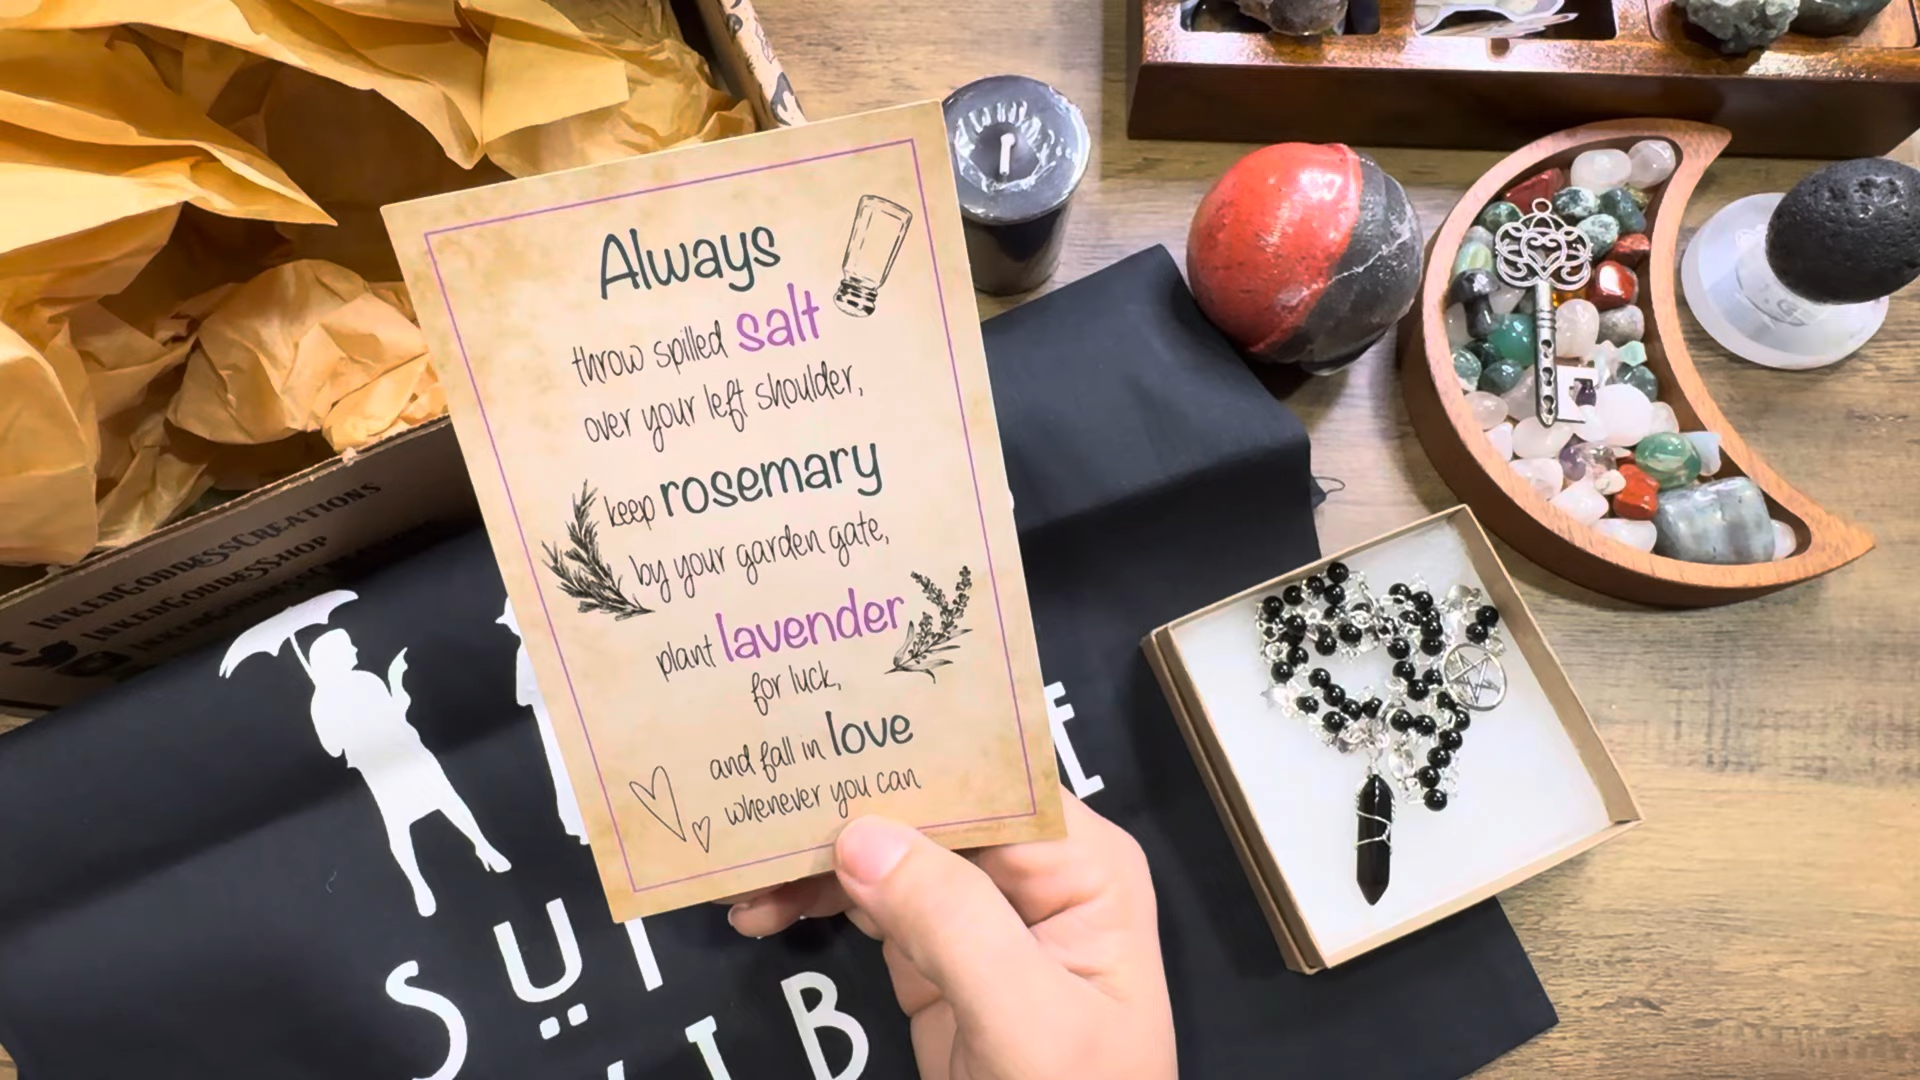 Always
throw spilled salt
over your left shoulder,
keep rosemary
by your garden gate,
plant lavender
for luck,
and fall in love
whenever you can
INKEDGODDESSCREATIONS
INKEDGODDESSSHOP
E
B